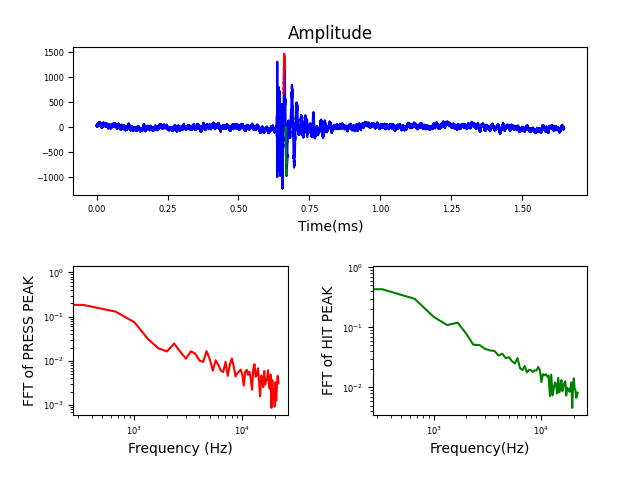 Amplitude
1500
1000
500
0
−500
−1000
0.00 0.25 0.50 0.75 1.00 1.25 1.50
Time(ms)
FFT of PRESS PEAK
10⁰
10⁻¹
10⁻²
10⁻³
10³ 10⁴
Frequency (Hz)
FFT of HIT PEAK
10⁰
10⁻¹
10⁻²
10³ 10⁴
Frequency(Hz)